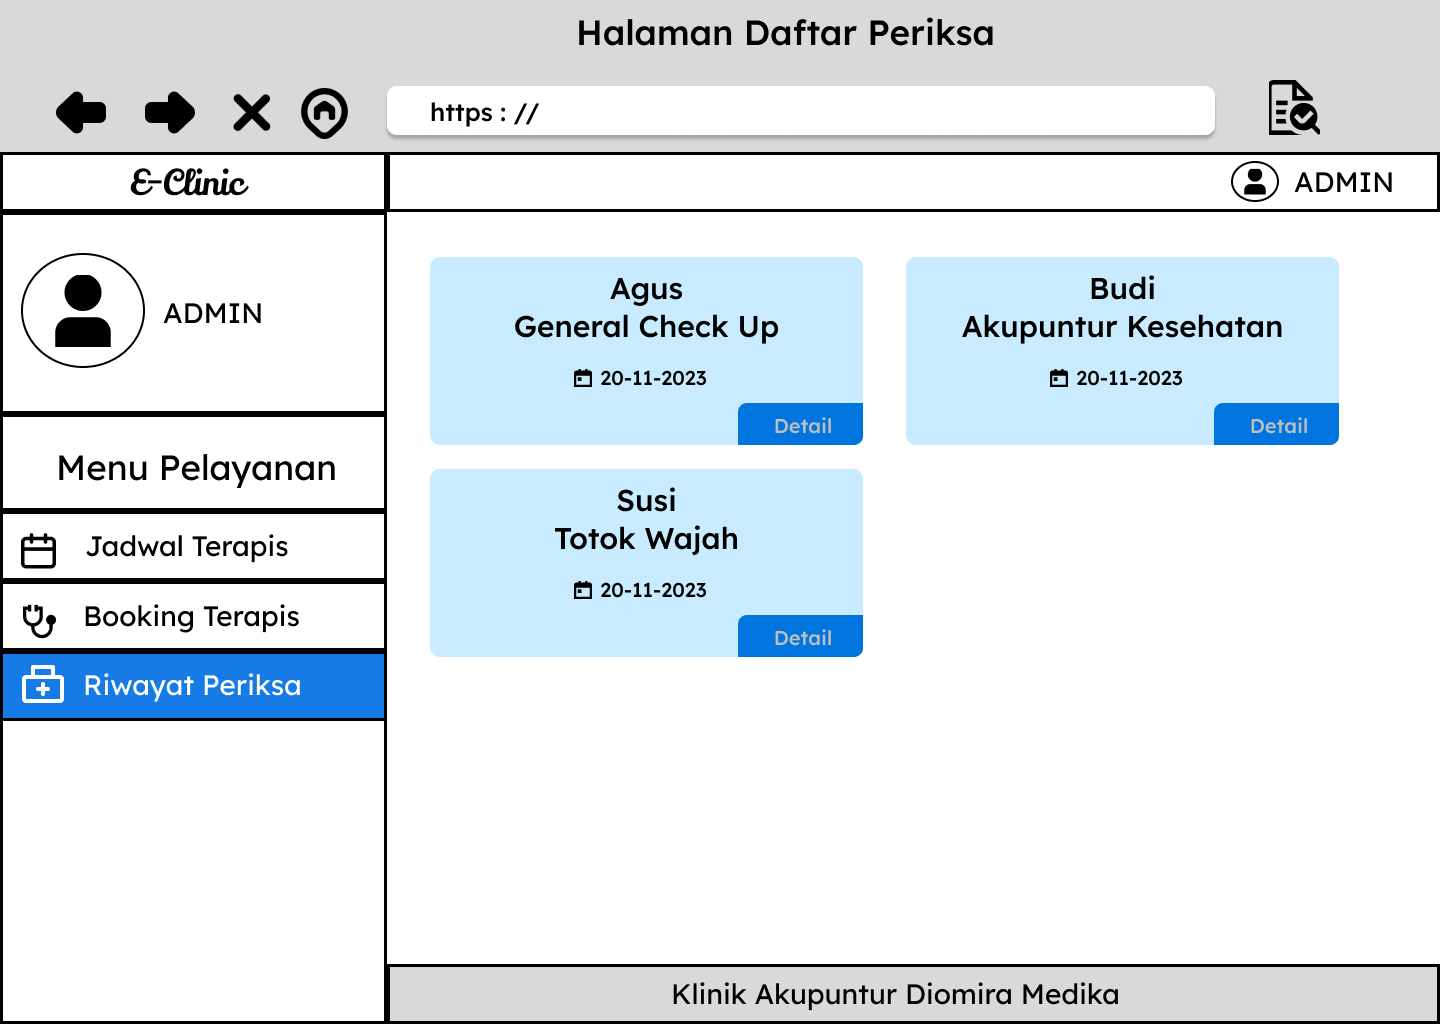 Halaman Daftar Periksa
https : //
E-Clinic
ADMIN
ADMIN
Menu Pelayanan
Jadwal Terapis
Booking Terapis
Riwayat Periksa
Agus
General Check Up
20-11-2023
Detail
Budi
Akupuntur Kesehatan
20-11-2023
Detail
Susi
Totok Wajah
20-11-2023
Detail
Klinik Akupuntur Diomira Medika